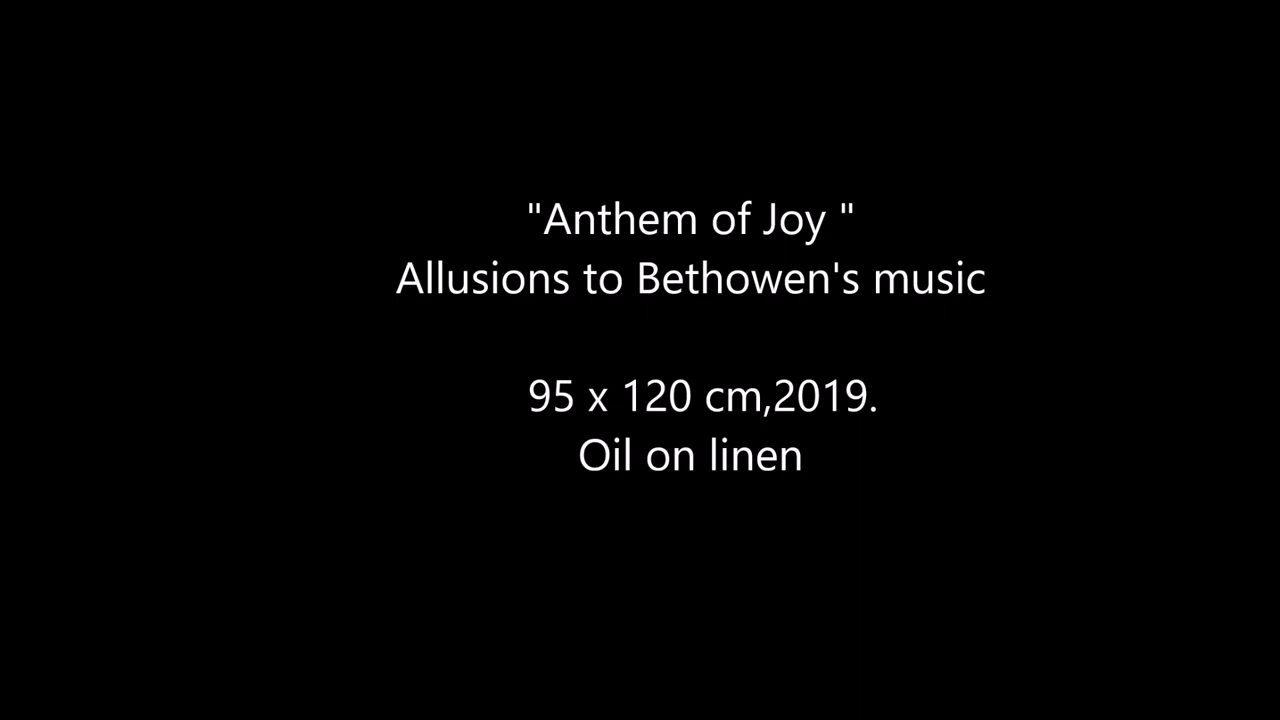 "Anthem of Joy "
Allusions to Bethowen's music
95 x 120 cm,2019.
Oil on linen